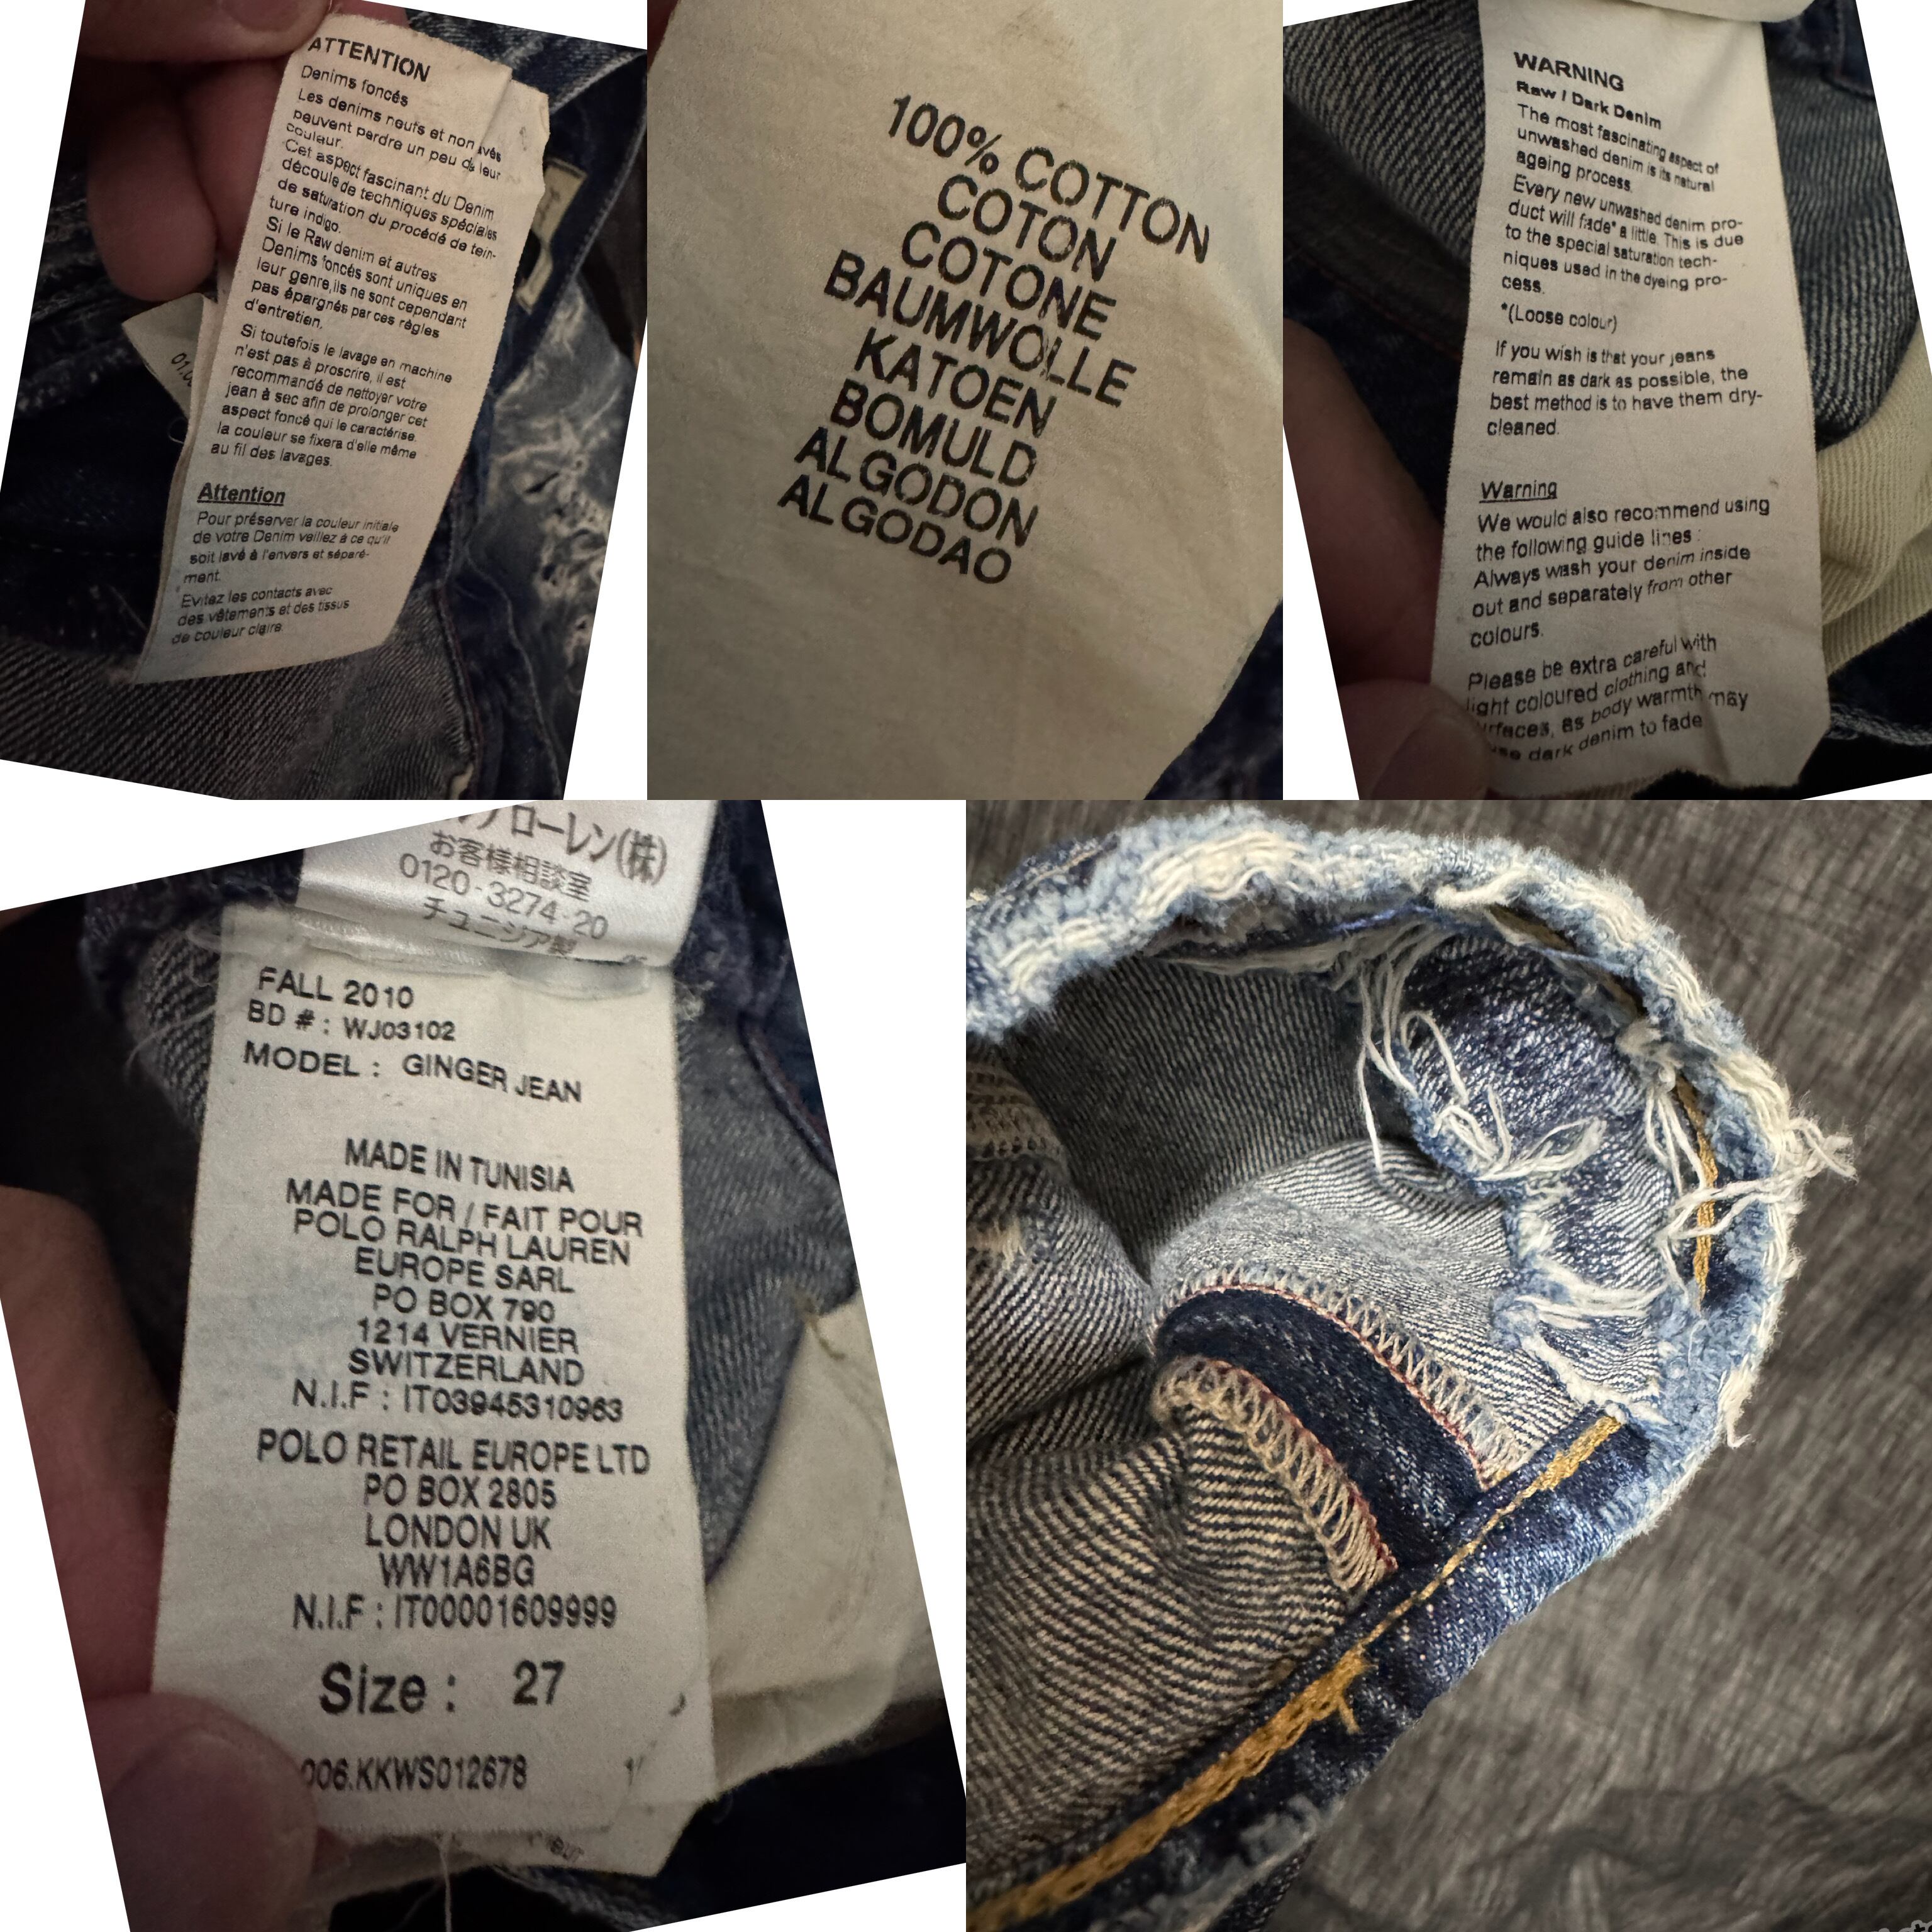 ATTENTION
Denims foncés
Les denims neufs et non lavés
peuvent perdre un peu de leur
couleur.
Cet aspect fascinant du Denim
découle de techniques spéciales
de saturation du procédé de tein-
ture indigo.
Si le Raw denim et autres
Denims foncés sont uniques en
leur genre,ils ne sont cependant
pas épargnés par ces règles
d'entretien.
Si toutefois le lavage en machine
n'est pas à proscrire, il est
recommandé de nettoyer votre
jean à sec afin de prolonger cet
aspect foncé qui le caractérise.
la couleur se fixera d'elle même
au fil des lavages.
Attention
Pour préserver la couleur initiale
de votre Denim veillez à ce qu'il
soit lavé à l'envers et séparé-
ment.
Evitez les contacts avec
des vêtements et des tissus
de couleur claire.
100% COTTON
COTON
COTONE
BAUMWOLLE
KATOEN
BOMULD
ALGODON
ALGODAO
WARNING
Raw / Dark Denim
The most fascinating aspect of
unwashed denim is its natural
ageing process.
Every new unwashed denim pro-
duct will fade* a little. This is due
to the special saturation tech-
niques used in the dyeing pro-
cess.
*(Loose colour)
If you wish is that your jeans
remain as dark as possible, the
best method is to have them dry-
cleaned.
Warning
We would also recommend using
the following guide lines :
Always wash your denim inside
out and separately from other
colours.
Please be extra careful with
light coloured clothing and
rfaces, as body warmth may
se dark denim to fade
ローレン(株)
お客様相談室
0120-3274-20
チュニジア製
FALL 2010
BD # : WJ03102
MODEL : GINGER JEAN
MADE IN TUNISIA
MADE FOR / FAIT POUR
POLO RALPH LAUREN
EUROPE SARL
PO BOX 790
1214 VERNIER
SWITZERLAND
N.I.F : IT03945310963
POLO RETAIL EUROPE LTD
PO BOX 2805
LONDON UK
WW1A6BG
N.I.F : IT00001609999
Size : 27
006.KKWS012678